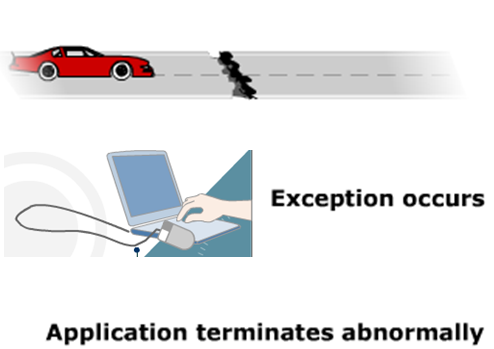 Exception occurs
Application terminates abnormally